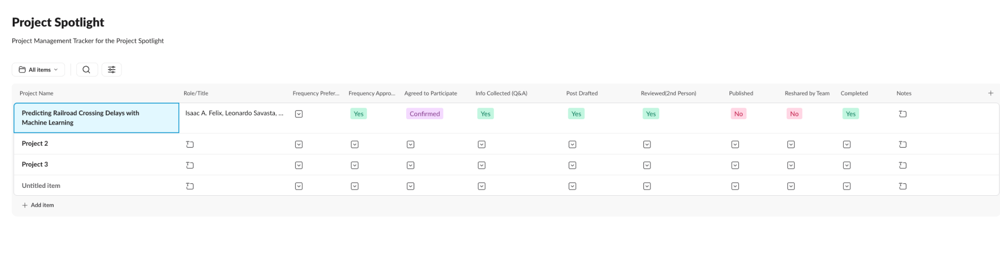 Project Spotlight
Project Management Tracker for the Project Spotlight
All items
Project Name Role/Title Frequency Prefer... Frequency Appro... Agreed to Participate Info Collected (Q&A) Post Drafted Reviewed(2nd Person) Published Reshared by Team Completed Notes
Predicting Railroad Crossing Delays with Isaac A. Felix, Leonardo Savasta, ... Yes Confirmed Yes Yes Yes No No Yes
Machine Learning
Project 2
Project 3
Untitled item
Add item